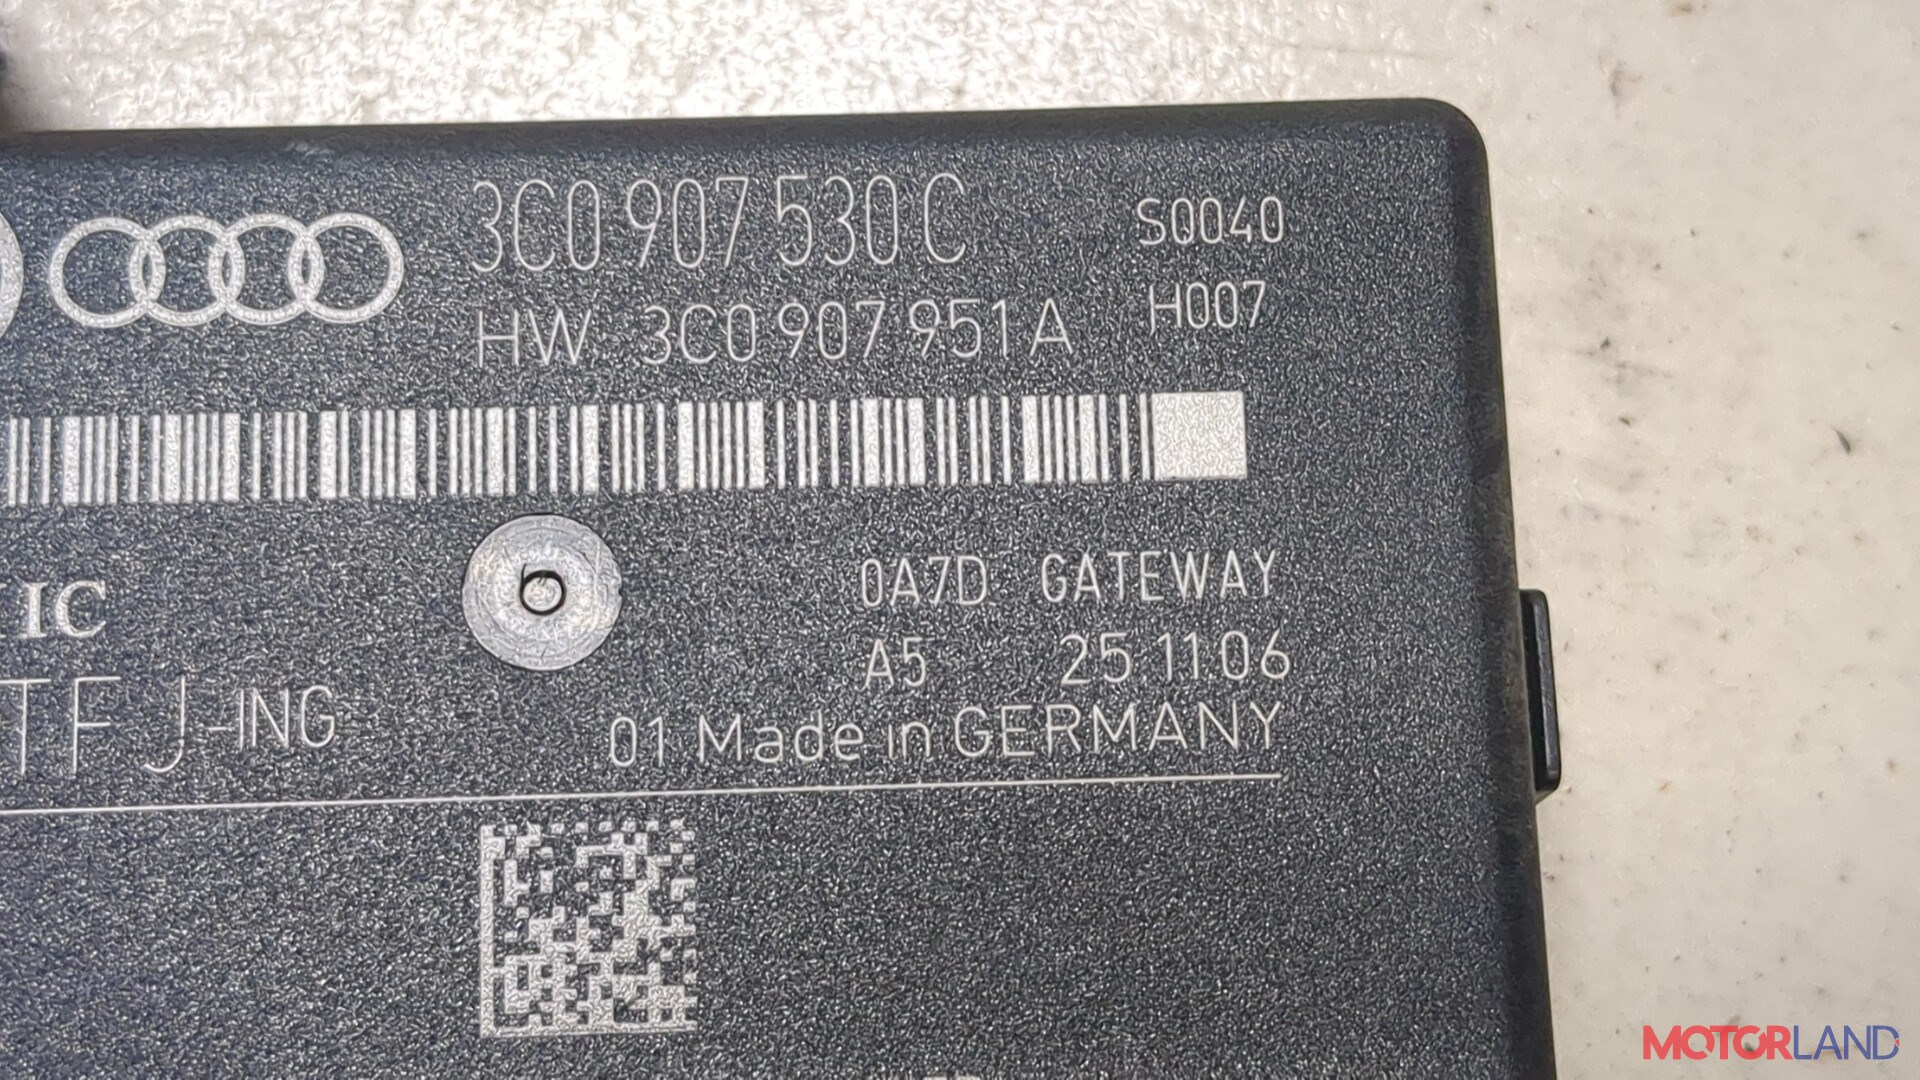 3C0 907 530 C S0040
HW 3C0 907 951 A H007
IC
0A7D GATEWAY
A5 25.11.06
TF J-ING
01 Made in GERMANY
MOTORLAND